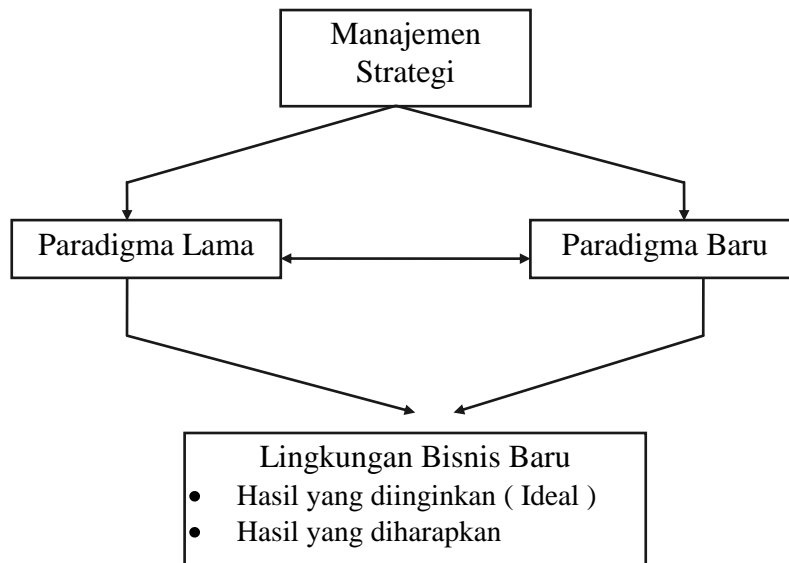 Manajemen
Strategi
Paradigma Lama
Paradigma Baru
Lingkungan Bisnis Baru
• Hasil yang diinginkan ( Ideal )
• Hasil yang diharapkan